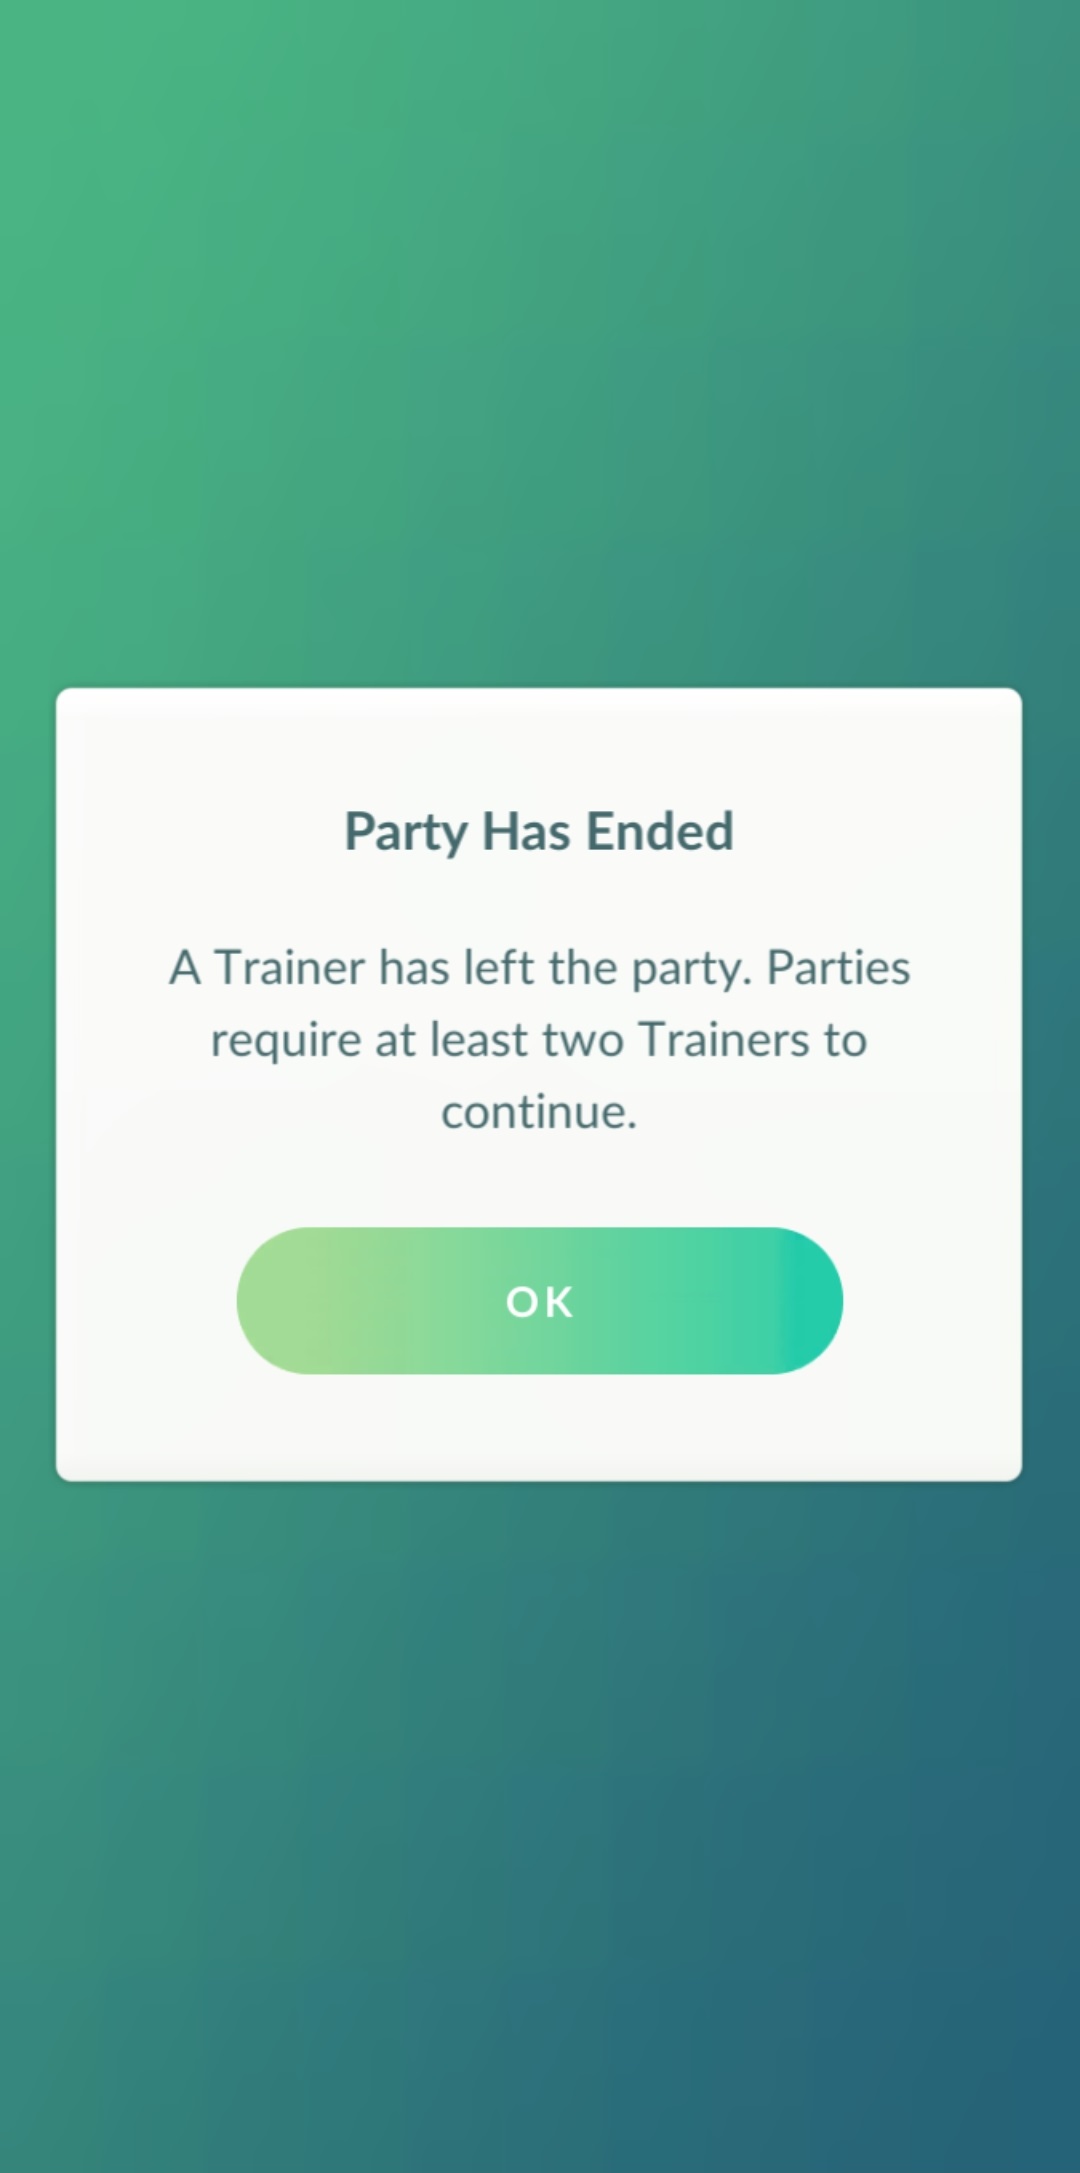 Party Has Ended
A Trainer has left the party. Parties
require at least two Trainers to
continue.
OK